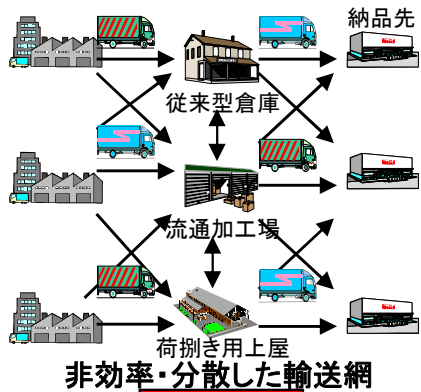 納品先
従来型倉庫
流通加工場
荷捌き用上屋
非効率・分散した輸送網